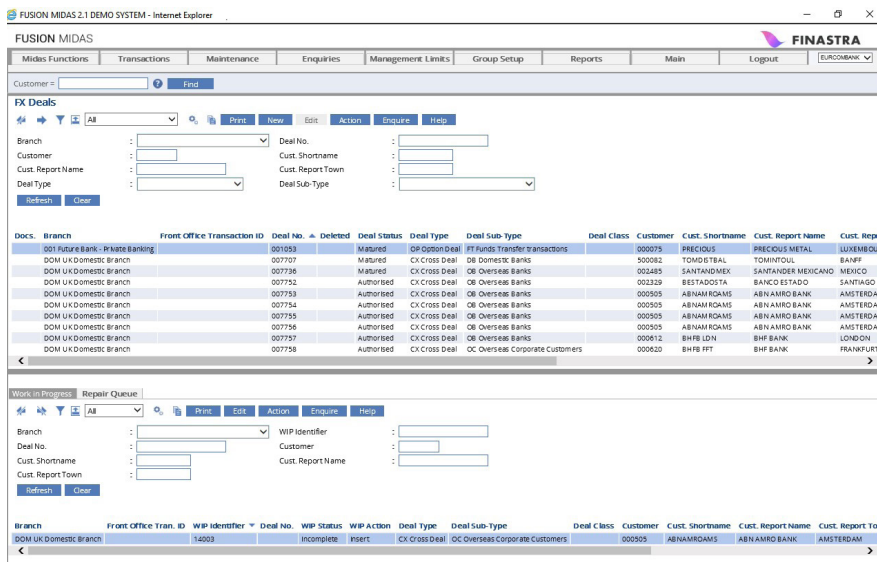 FUSION MIDAS 2.1 DEMO SYSTEM - Internet Explorer
FUSION MIDAS
FINASTRA
Midas Functions Transactions Maintenance Enquiries Management Limits Group Setup Reports Main Logout EUROOMBANK
Customer = ? Find
FX Deals
All Print New Edit Action Enquire Help
Branch : Deal No. :
Customer : Cust. Shortname :
Cust. Report Name : Cust. Report Town :
Deal Type : Deal Sub-Type :
Refresh Clear
Docs. Branch Front Office Transaction ID Deal No. Deleted Deal Status Deal Type Deal Sub-Type Deal Class Customer Cust. Shortname Cust. Report Name Cust. Rep
001 Future Bank - Private Banking 001053 Matured OP Option Deal FT Funds Transfer transactions 000075 PRECIOUS PRECIOUS METAL LUXEMBOU
DOM UK Domestic Branch 007707 Matured CX Cross Deal DB Domestic Banks 500082 TOMDISTBAL TOMINTOUL BANFF
DOM UK Domestic Branch 007736 Matured CX Cross Deal OB Overseas Banks 002485 SANTANDMEX SANTANDER MEXICANO MEXICO
DOM UK Domestic Branch 007752 Authorised CX Cross Deal OB Overseas Banks 002329 BESTADOSTA BANCO ESTADO SANTIAGO
DOM UK Domestic Branch 007753 Authorised CX Cross Deal OB Overseas Banks 000505 ABNAMROAMS ABN AMRO BANK AMSTERDA
DOM UK Domestic Branch 007754 Authorised CX Cross Deal OB Overseas Banks 000505 ABNAMROAMS ABN AMRO BANK AMSTERDA
DOM UK Domestic Branch 007755 Authorised CX Cross Deal OB Overseas Banks 000505 ABNAMROAMS ABN AMRO BANK AMSTERDA
DOM UK Domestic Branch 007756 Authorised CX Cross Deal OB Overseas Banks 000505 ABNAMROAMS ABN AMRO BANK AMSTERDA
DOM UK Domestic Branch 007757 Authorised CX Cross Deal OB Overseas Banks 000612 BHFB LDN BHF BANK LONDON
DOM UK Domestic Branch 007758 Authorised CX Cross Deal OC Overseas Corporate Customers 000620 BHFB FFT BHF BANK FRANKFURT
Work in Progress Repair Queue
All Print Edit Action Enquire Help
Branch : WIP Identifier :
Deal No. : Customer :
Cust. Shortname : Cust. Report Name :
Cust. Report Town :
Refresh Clear
Branch Front Office Tran. ID WIP Identifier Deal No. WIP Status WIP Action Deal Type Deal Sub-Type Deal Class Customer Cust. Shortname Cust. Report Name Cust. Report To
DOM UK Domestic Branch 14003 Incomplete Insert CX Cross Deal OC Overseas Corporate Customers 000505 ABNAMROAMS ABN AMRO BANK AMSTERDAM